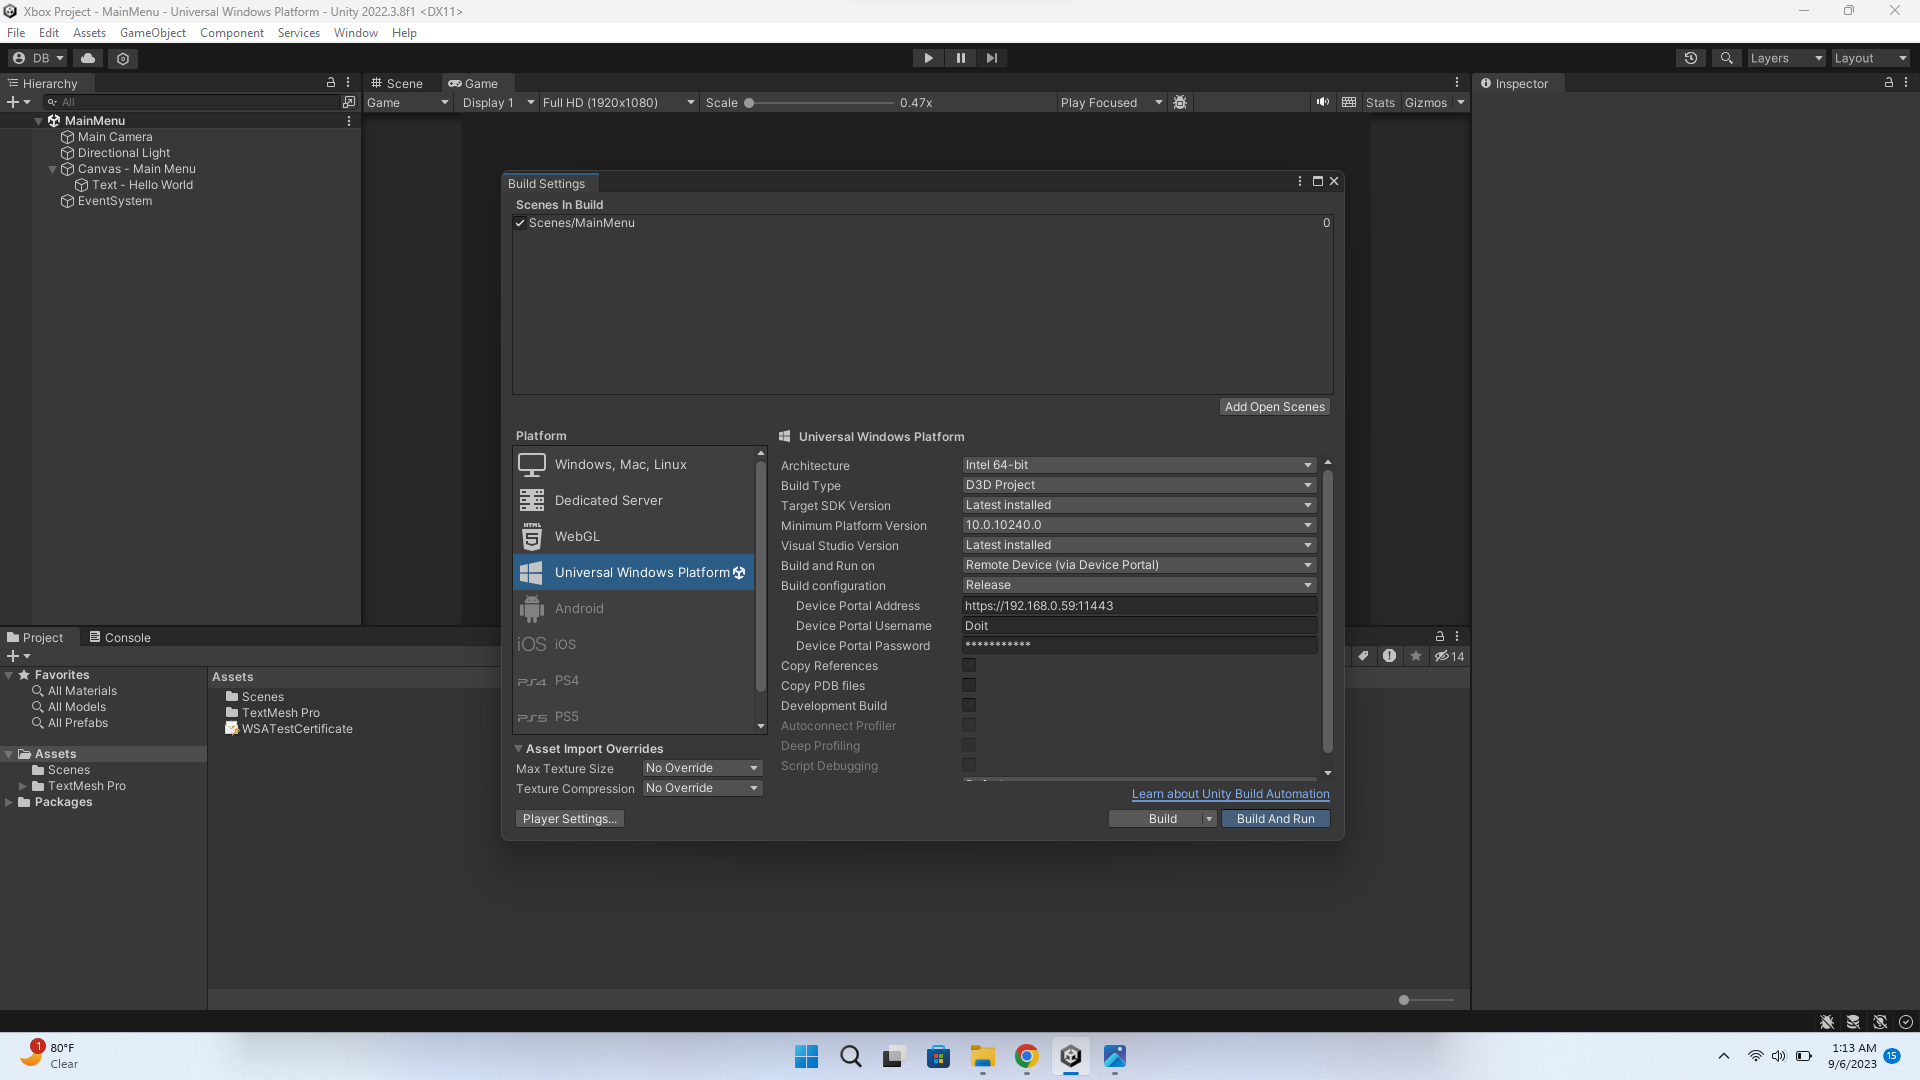 Xbox Project - MainMenu - Universal Windows Platform - Unity 2022.3.8f1 <DX11>
File Edit Assets GameObject Component Services Window Help
DB Layers Layout
Hierarchy
All
MainMenu
Main Camera
Directional Light
Canvas - Main Menu
Text - Hello World
EventSystem
Scene Game
Game Display 1 Full HD (1920x1080) Scale 0.47x Play Focused Stats Gizmos
Inspector
Build Settings
Scenes In Build
Scenes/MainMenu 0
Add Open Scenes
Platform
Windows, Mac, Linux
Dedicated Server
HTML
5
WebGL
Universal Windows Platform
Android
iOS iOS
PS4 PS4
PS5 PS5
Asset Import Overrides
Max Texture Size No Override
Texture Compression No Override
Player Settings...
Universal Windows Platform
Architecture Intel 64-bit
Build Type D3D Project
Target SDK Version Latest installed
Minimum Platform Version 10.0.10240.0
Visual Studio Version Latest installed
Build and Run on Remote Device (via Device Portal)
Build configuration Release
Device Portal Address https://192.168.0.59:11443
Device Portal Username Doit
Device Portal Password ***********
Copy References
Copy PDB files
Development Build
Autoconnect Profiler
Deep Profiling
Script Debugging
Learn about Unity Build Automation
Build Build And Run
Project Console
14
Favorites
All Materials
All Models
All Prefabs
Assets
Scenes
TextMesh Pro
Packages
Assets
Scenes
TextMesh Pro
WSATestCertificate
1
80°F
Clear
1:13 AM
9/6/2023
15